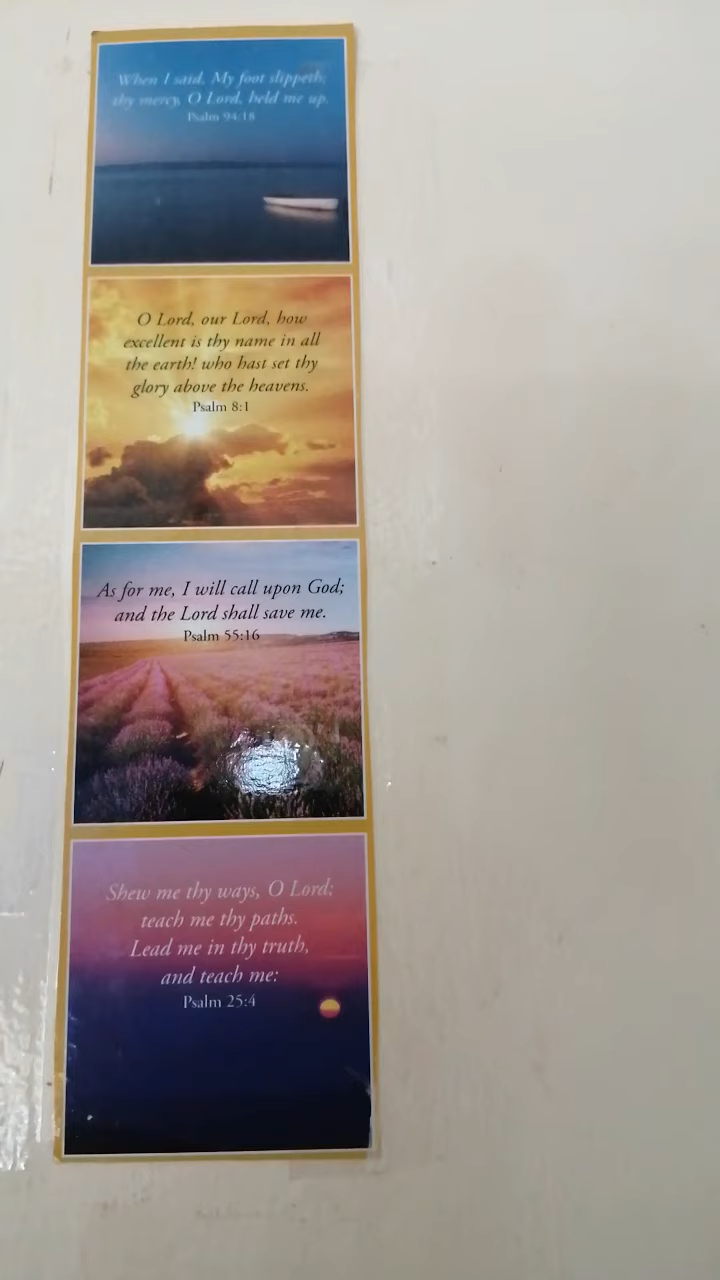 When I said, My foot slippeth;
thy mercy, O Lord, held me up.
Psalm 94:18
O Lord, our Lord, how
excellent is thy name in all
the earth! who hast set thy
glory above the heavens.
Psalm 8:1
As for me, I will call upon God;
and the Lord shall save me.
Psalm 55:16
Shew me thy ways, O Lord;
teach me thy paths.
Lead me in thy truth,
and teach me:
Psalm 25:4